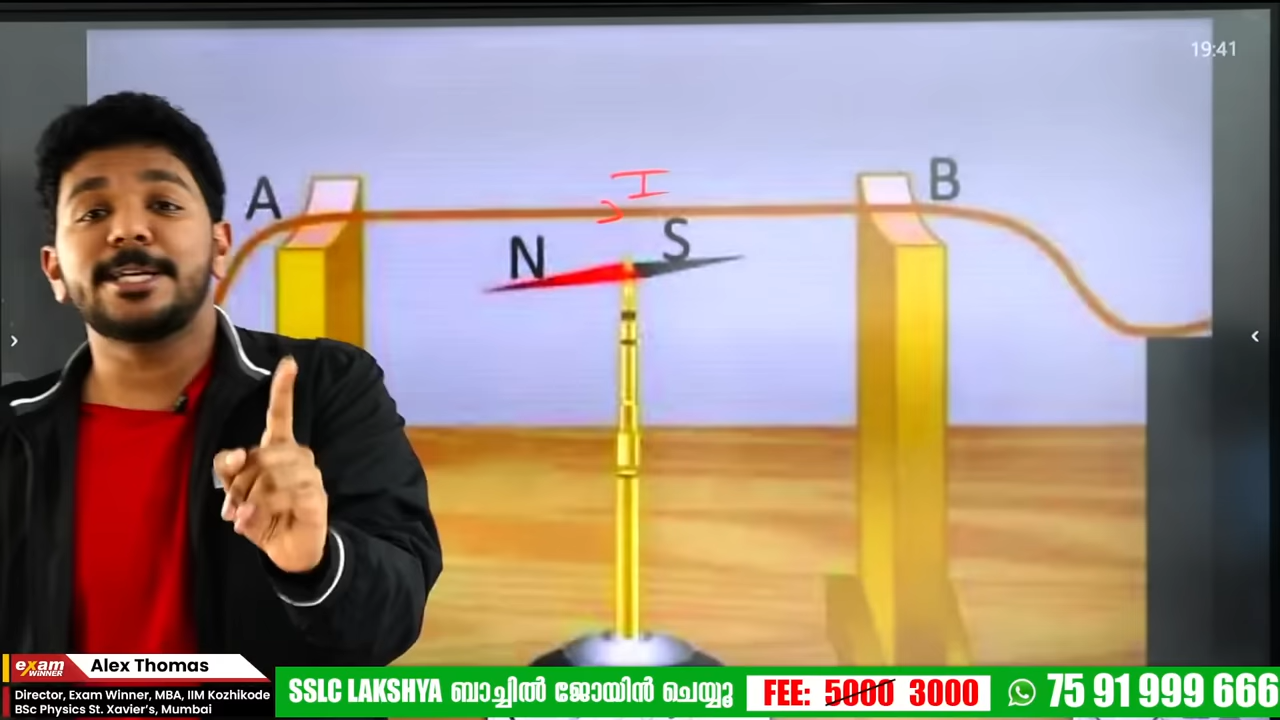 19:41
I
A
B
N
S
exam
WINNER
Alex Thomas
Director, Exam Winner, MBA, IIM Kozhikode
BSc Physics St. Xavier's, Mumbai
SSLC LAKSHYA ബാച്ചിൽ ജോയിൻ ചെയ്യൂ
FEE: 5000 3000
75 91 999 666